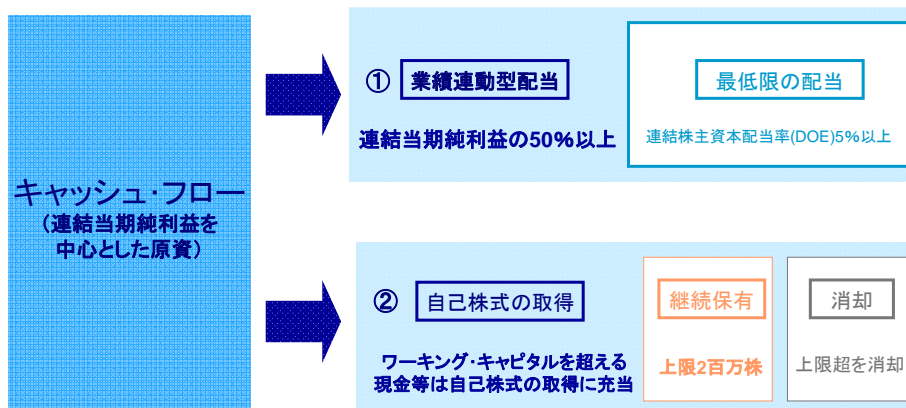 キャッシュ・フロー
（連結当期純利益を
中心とした原資）
① 業績連動型配当
連結当期純利益の50%以上
最低限の配当
連結株主資本配当率(DOE)5%以上
② 自己株式の取得
ワーキング・キャピタルを超える
現金等は自己株式の取得に充当
継続保有
上限2百万株
消却
上限超を消却